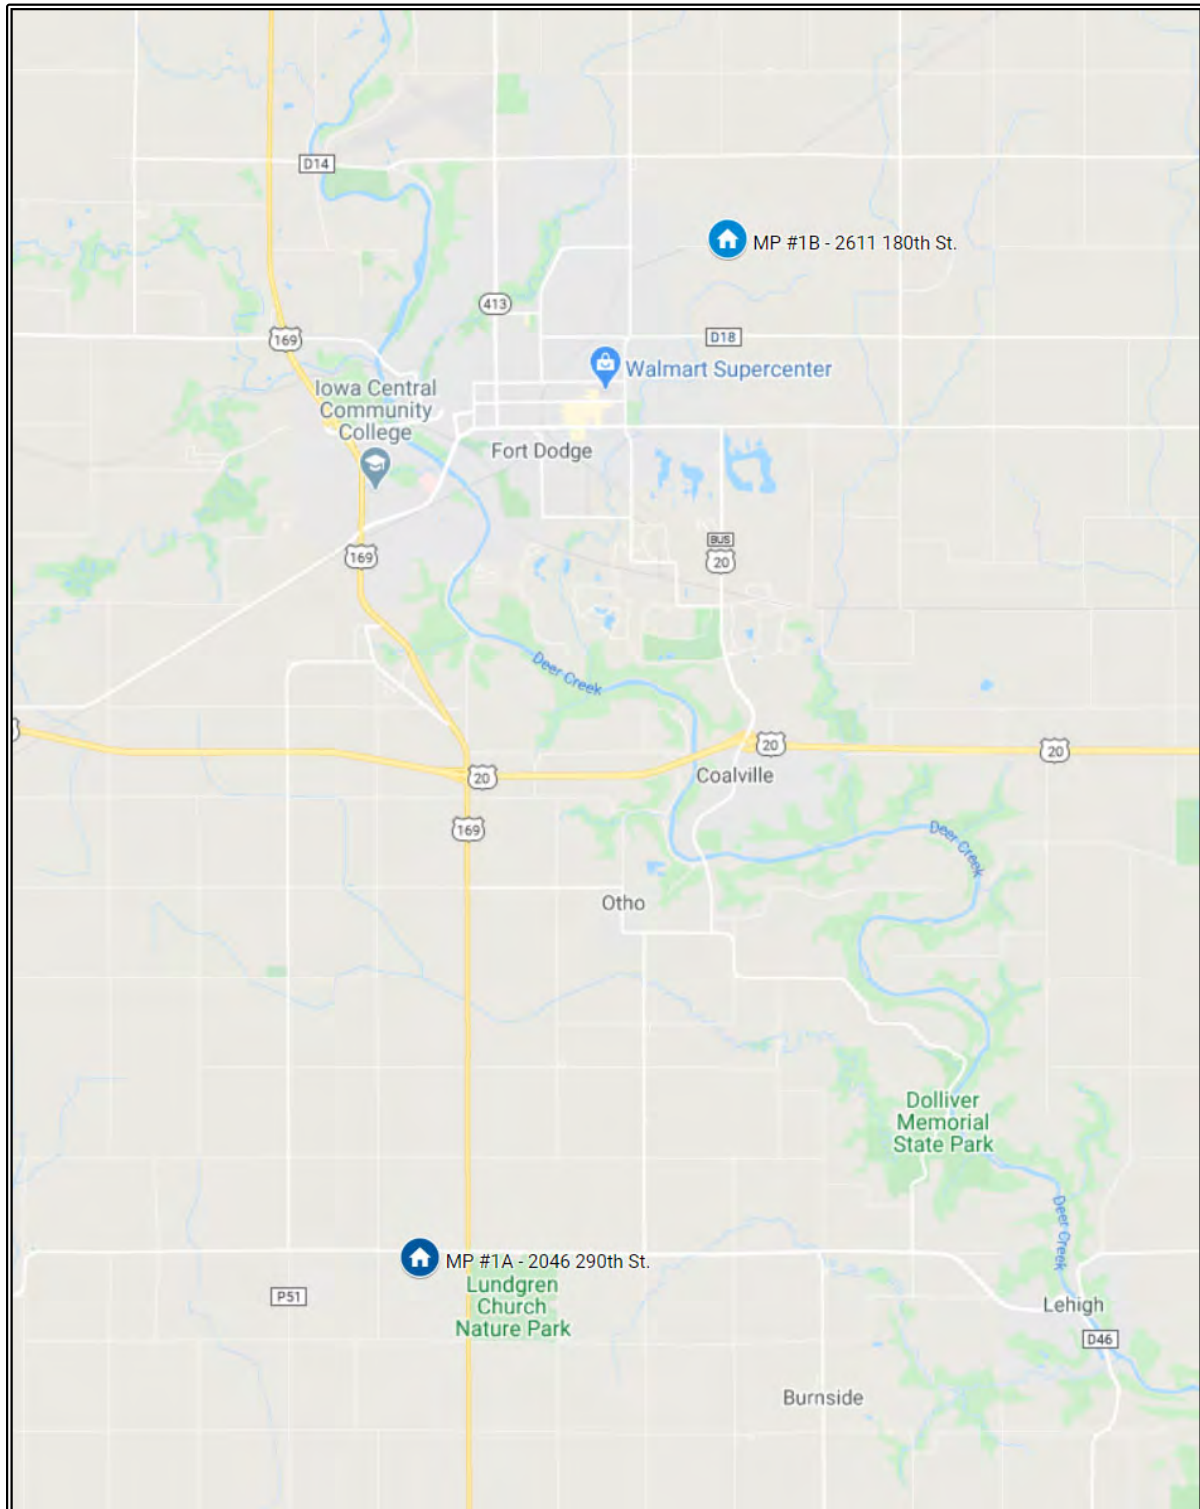 D14
MP #1B - 2611 180th St.
413
169
D18
Walmart Supercenter
Iowa Central
Community
College
Fort Dodge
BUS
20
169
Deer Creek
20
20
20
Coalville
169
Deer Creek
Otho
Dolliver
Memorial
State Park
Deer Creek
MP #1A - 2046 290th St.
Lundgren
Church
Nature Park
P51
Lehigh
D46
Burnside